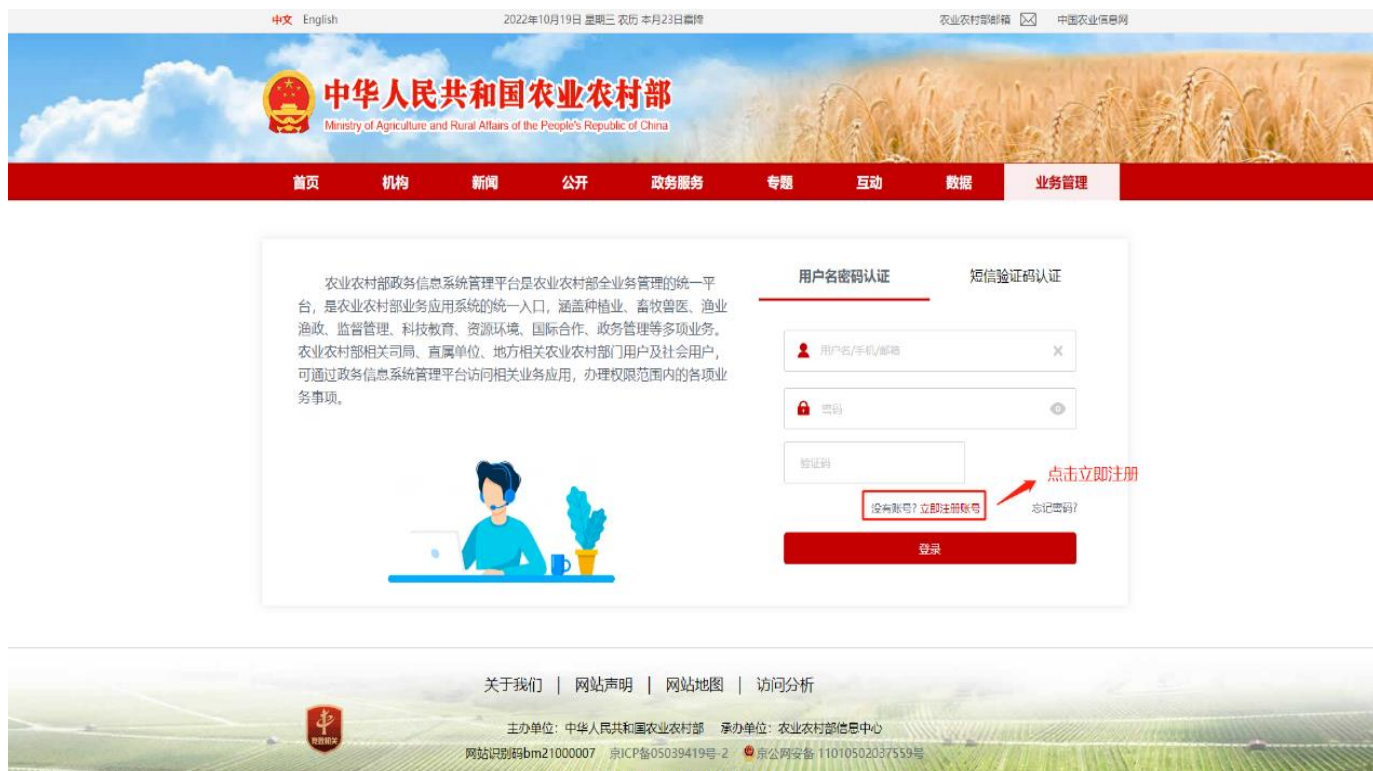 中文 English 2022年10月19日 星期三 农历 本月23日霜降 农业农村部邮箱 中国农业信息网
中华人民共和国农业农村部
Ministry of Agriculture and Rural Affairs of the People's Republic of China
首页 机构 新闻 公开 政务服务 专题 互动 数据 业务管理
农业农村部政务信息系统管理平台是农业农村部全业务管理的统一平
台，是农业农村部业务应用系统的统一入口，涵盖种植业、畜牧兽医、渔业
渔政、监督管理、科技教育、资源环境、国际合作、政务管理等多项业务。
农业农村部相关司局、直属单位、地方相关农业农村部门用户及社会用户，
可通过政务信息系统管理平台访问相关业务应用，办理权限范围内的各项业
务事项。
用户名密码认证 短信验证码认证
用户名/手机/邮箱
密码
验证码
点击立即注册
没有账号? 立即注册账号 忘记密码?
登录
关于我们 | 网站声明 | 网站地图 | 访问分析
主办单位：中华人民共和国农业农村部 承办单位：农业农村部信息中心
网站识别码bm21000007 京ICP备05039419号-2 京公网安备 11010502037559号
党政机关